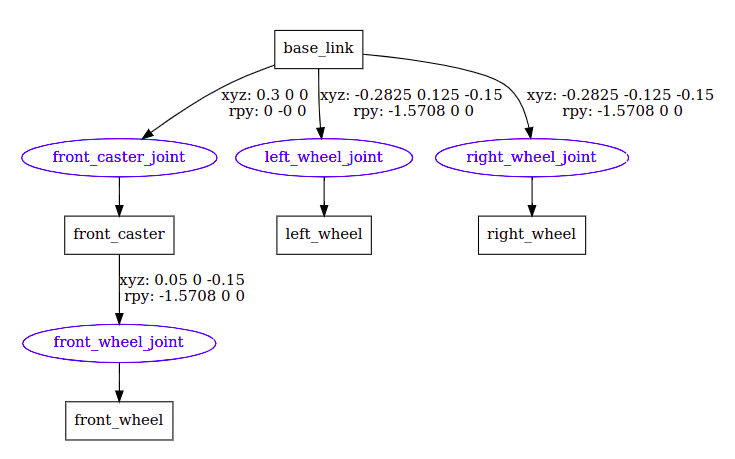 base_link
xyz: 0.3 0 0
rpy: 0 -0 0
xyz: -0.2825 0.125 -0.15
rpy: -1.5708 0 0
xyz: -0.2825 -0.125 -0.15
rpy: -1.5708 0 0
front_caster_joint
left_wheel_joint
right_wheel_joint
front_caster
left_wheel
right_wheel
xyz: 0.05 0 -0.15
rpy: -1.5708 0 0
front_wheel_joint
front_wheel